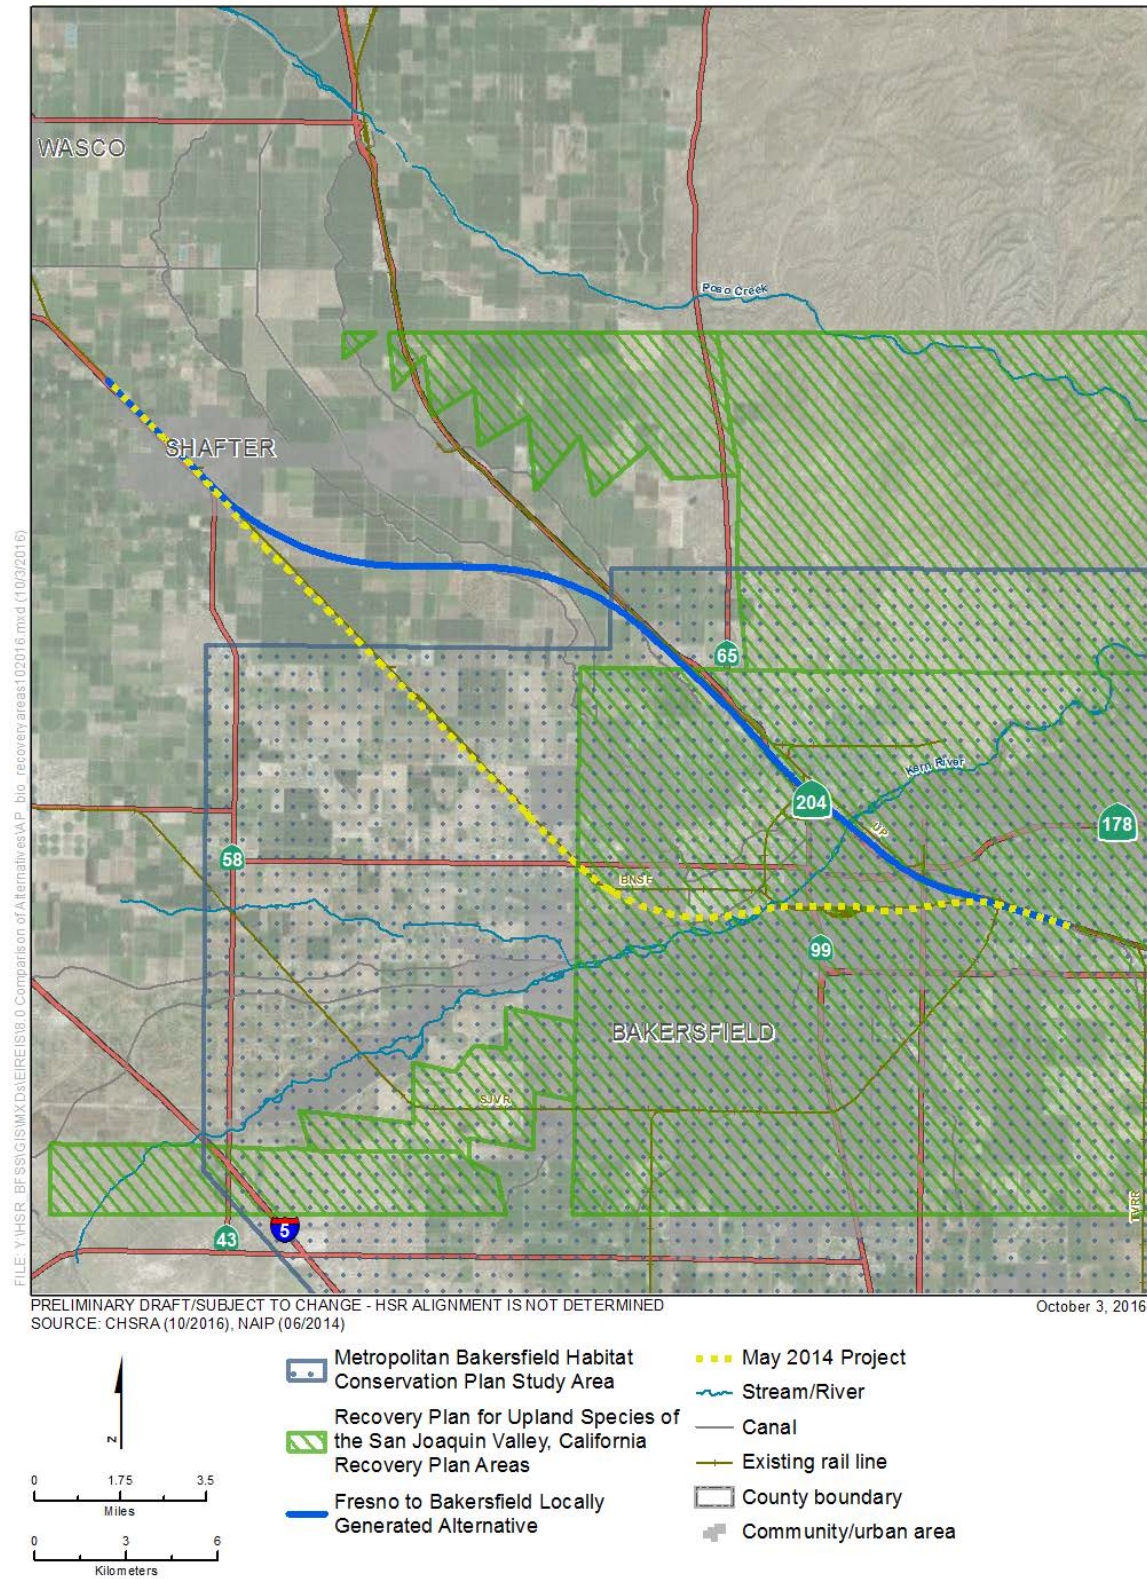 WASCO
Poso Creek
SHAFTER
65
Kern River
204
UP
178
58
BNSF
99
BAKERSFIELD
SJVR
TVRR
5
43
FILE: Y:\HSR_BFSS\GIS\MXDs\EIREIS\8.0 Comparison of Alternatives\AP_bio_recoveryareas102016.mxd (10/3/2016)
PRELIMINARY DRAFT/SUBJECT TO CHANGE - HSR ALIGNMENT IS NOT DETERMINED
October 3, 2016
SOURCE: CHSRA (10/2016), NAIP (06/2014)
Z
0 1.75 3.5
Miles
0 3 6
Kilometers
Metropolitan Bakersfield Habitat
Conservation Plan Study Area
Recovery Plan for Upland Species of
the San Joaquin Valley, California
Recovery Plan Areas
Fresno to Bakersfield Locally
Generated Alternative
May 2014 Project
Stream/River
Canal
Existing rail line
County boundary
Community/urban area